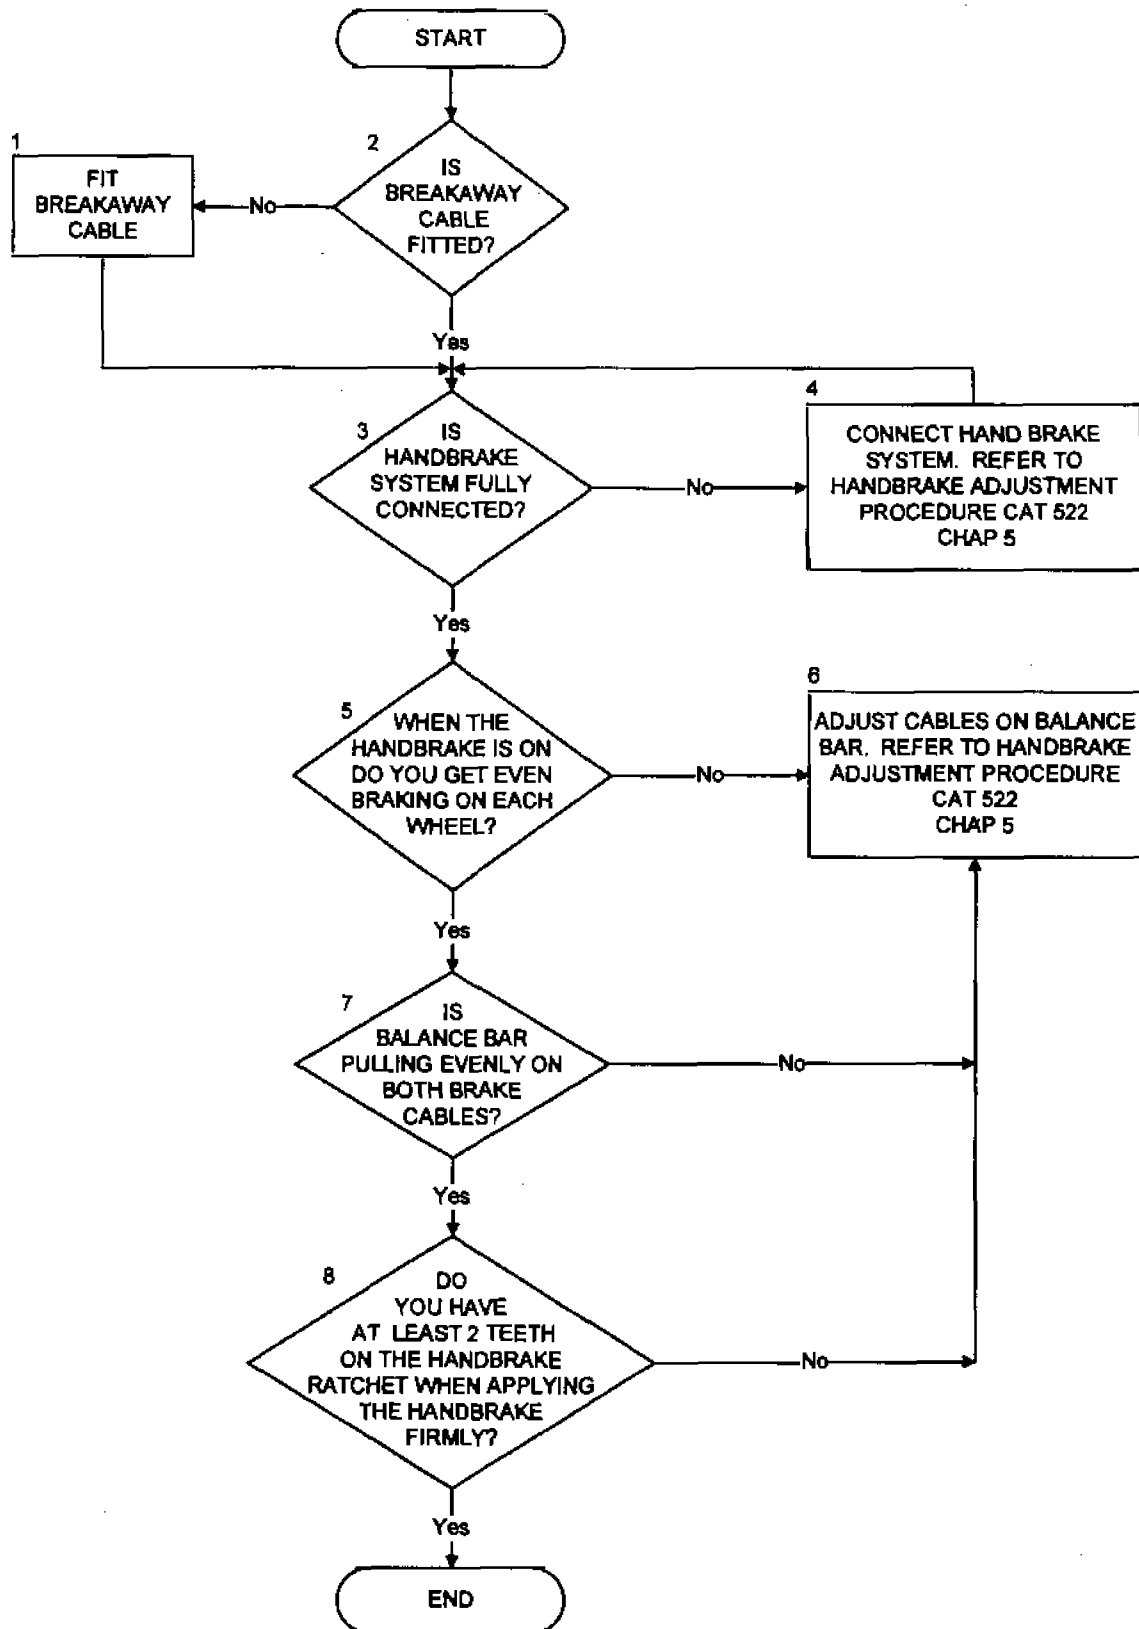 START
1
FIT
BREAKAWAY
CABLE
No
2
IS
BREAKAWAY
CABLE
FITTED?
Yes
3
IS
HANDBRAKE
SYSTEM FULLY
CONNECTED?
No
4
CONNECT HAND BRAKE
SYSTEM. REFER TO
HANDBRAKE ADJUSTMENT
PROCEDURE CAT 522
CHAP 5
Yes
5
WHEN THE
HANDBRAKE IS ON
DO YOU GET EVEN
BRAKING ON EACH
WHEEL?
No
6
ADJUST CABLES ON BALANCE
BAR. REFER TO HANDBRAKE
ADJUSTMENT PROCEDURE
CAT 522
CHAP 5
Yes
7
IS
BALANCE BAR
PULLING EVENLY ON
BOTH BRAKE
CABLES?
No
Yes
8
DO
YOU HAVE
AT LEAST 2 TEETH
ON THE HANDBRAKE
RATCHET WHEN APPLYING
THE HANDBRAKE
FIRMLY?
No
Yes
END